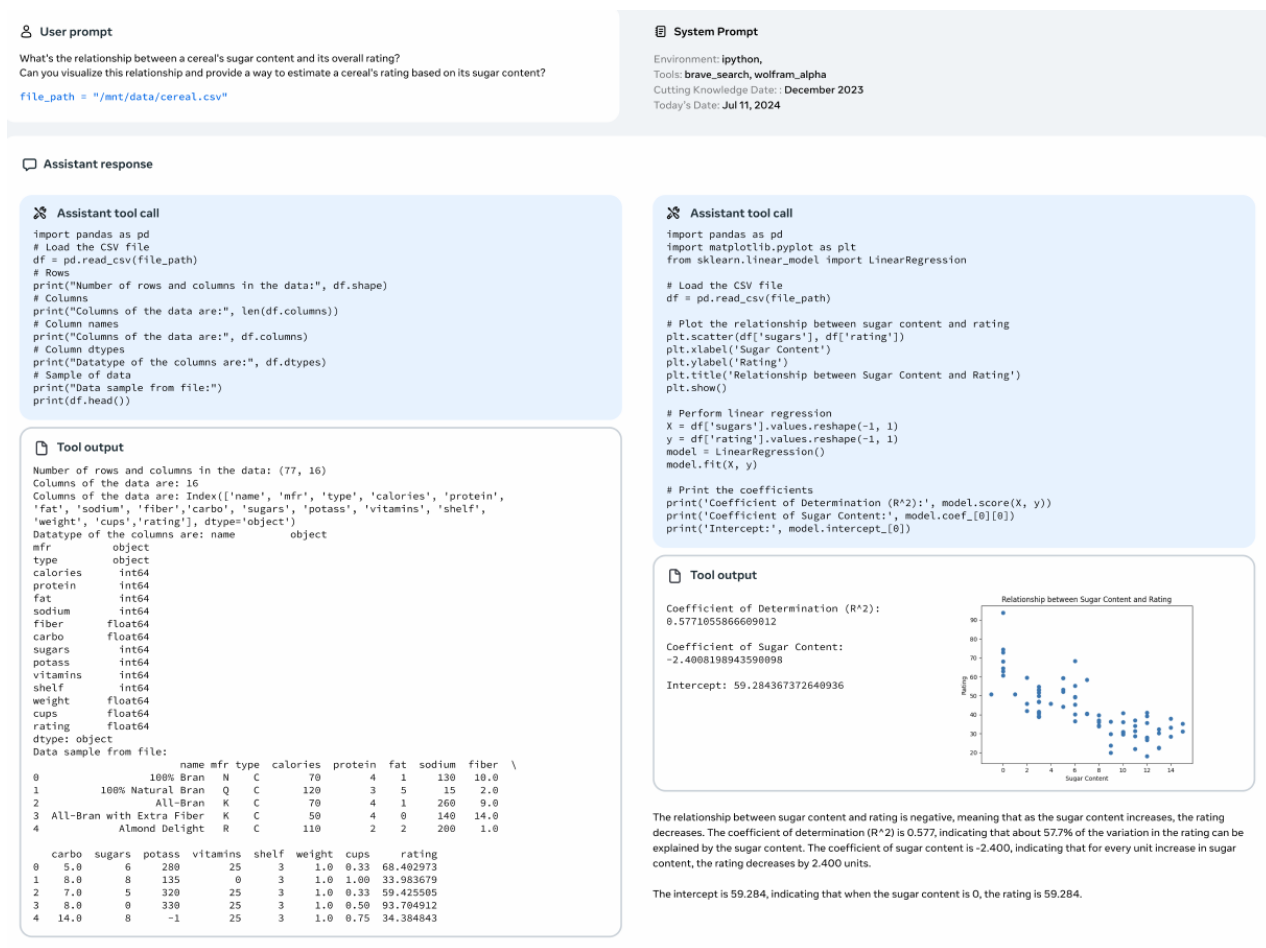 User prompt
What's the relationship between a cereal's sugar content and its overall rating?
Can you visualize this relationship and provide a way to estimate a cereal's rating based on its sugar content?
file_path = "/mnt/data/cereal.csv"
System Prompt
Environment: ipython,
Tools: brave_search, wolfram_alpha
Cutting Knowledge Date: : December 2023
Today's Date: Jul 11, 2024
Assistant response
Assistant tool call
import pandas as pd
# Load the CSV file
df = pd.read_csv(file_path)
# Rows
print("Number of rows and columns in the data:", df.shape)
# Columns
print("Columns of the data are:", len(df.columns))
# Column names
print("Columns of the data are:", df.columns)
# Column dtypes
print("Datatype of the columns are:", df.dtypes)
# Sample of data
print("Data sample from file:")
print(df.head())
Tool output
Number of rows and columns in the data: (77, 16)
Columns of the data are: 16
Columns of the data are: Index(['name', 'mfr', 'type', 'calories', 'protein',
'fat', 'sodium', 'fiber','carbo', 'sugars', 'potass', 'vitamins', 'shelf',
'weight', 'cups','rating'], dtype='object')
Datatype of the columns are: name object
mfr object
type object
calories int64
protein int64
fat int64
sodium int64
fiber float64
carbo float64
sugars int64
potass int64
vitamins int64
shelf int64
weight float64
cups float64
rating float64
dtype: object
Data sample from file:
name mfr type calories protein fat sodium fiber \
0 100% Bran N C 70 4 1 130 10.0
1 100% Natural Bran Q C 120 3 5 15 2.0
2 All-Bran K C 70 4 1 260 9.0
3 All-Bran with Extra Fiber K C 50 4 0 140 14.0
4 Almond Delight R C 110 2 2 200 1.0
carbo sugars potass vitamins shelf weight cups rating
0 5.0 6 280 25 3 1.0 0.33 68.402973
1 8.0 8 135 0 3 1.0 1.00 33.983679
2 7.0 5 320 25 3 1.0 0.33 59.425505
3 8.0 0 330 25 3 1.0 0.50 93.704912
4 14.0 8 -1 25 3 1.0 0.75 34.384843
Assistant tool call
import pandas as pd
import matplotlib.pyplot as plt
from sklearn.linear_model import LinearRegression
# Load the CSV file
df = pd.read_csv(file_path)
# Plot the relationship between sugar content and rating
plt.scatter(df['sugars'], df['rating'])
plt.xlabel('Sugar Content')
plt.ylabel('Rating')
plt.title('Relationship between Sugar Content and Rating')
plt.show()
# Perform linear regression
X = df['sugars'].values.reshape(-1, 1)
y = df['rating'].values.reshape(-1, 1)
model = LinearRegression()
model.fit(X, y)
# Print the coefficients
print('Coefficient of Determination (R^2):', model.score(X, y))
print('Coefficient of Sugar Content:', model.coef_[0][0])
print('Intercept:', model.intercept_[0])
Tool output
Coefficient of Determination (R^2):
0.5771055866609012
Coefficient of Sugar Content:
-2.4008198943590098
Intercept: 59.284367372640936
Relationship between Sugar Content and Rating
90
80
70
60
50
40
30
20
Rating
0 2 4 6 8 10 12 14
Sugar Content
The relationship between sugar content and rating is negative, meaning that as the sugar content increases, the rating
decreases. The coefficient of determination (R^2) is 0.577, indicating that about 57.7% of the variation in the rating can be
explained by the sugar content. The coefficient of sugar content is -2.400, indicating that for every unit increase in sugar
content, the rating decreases by 2.400 units.
The intercept is 59.284, indicating that when the sugar content is 0, the rating is 59.284.